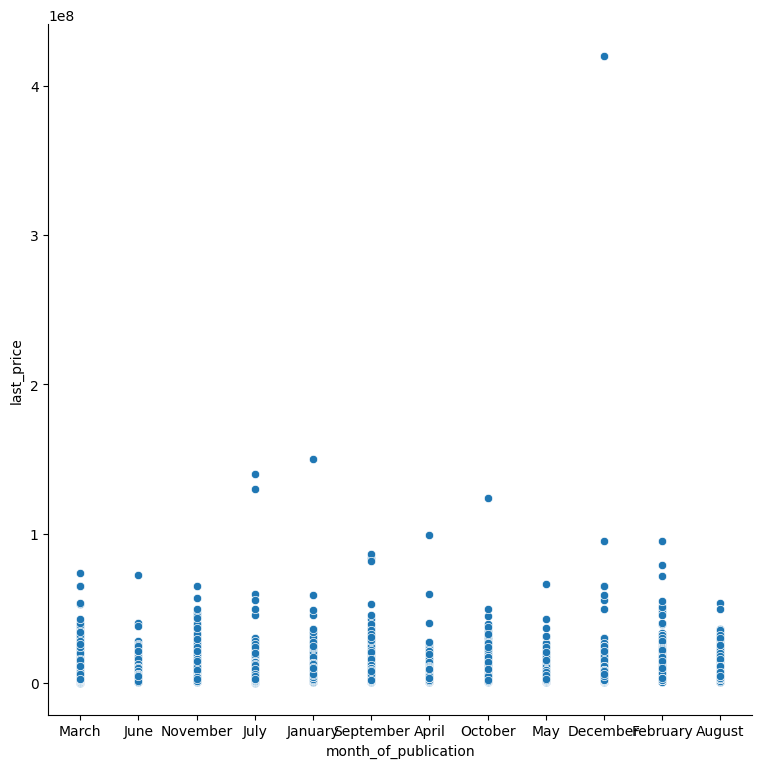 1e8
4
3
2
1
0
last_price
March June November July January September April October May December February August
month_of_publication